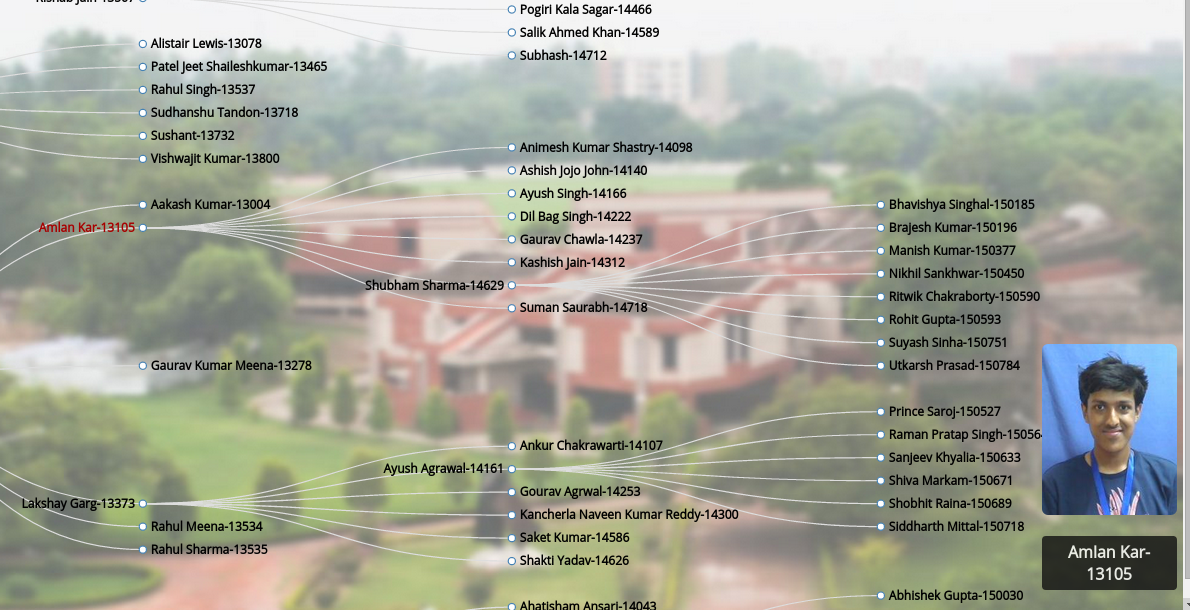 Pogiri Kala Sagar-14466
Salik Ahmed Khan-14589
Subhash-14712
Alistair Lewis-13078
Patel Jeet Shaileshkumar-13465
Rahul Singh-13537
Sudhanshu Tandon-13718
Sushant-13732
Vishwajit Kumar-13800
Animesh Kumar Shastry-14098
Ashish Jojo John-14140
Ayush Singh-14166
Aakash Kumar-13004
Dil Bag Singh-14222
Amlan Kar-13105
Gaurav Chawla-14237
Kashish Jain-14312
Shubham Sharma-14629
Suman Saurabh-14718
Bhavishya Singhal-150185
Brajesh Kumar-150196
Manish Kumar-150377
Nikhil Sankhwar-150450
Ritwik Chakraborty-150590
Rohit Gupta-150593
Suyash Sinha-150751
Utkarsh Prasad-150784
Gaurav Kumar Meena-13278
Prince Saroj-150527
Raman Pratap Singh-15056
Sanjeev Khyalia-150633
Shiva Markam-150671
Shobhit Raina-150689
Siddharth Mittal-150718
Ankur Chakrawarti-14107
Ayush Agrawal-14161
Gourav Agrwal-14253
Kancherla Naveen Kumar Reddy-14300
Saket Kumar-14586
Shakti Yadav-14626
Lakshay Garg-13373
Rahul Meena-13534
Rahul Sharma-13535
Amlan Kar-
13105
Abhishek Gupta-150030
Ahatisham Ansari-14043